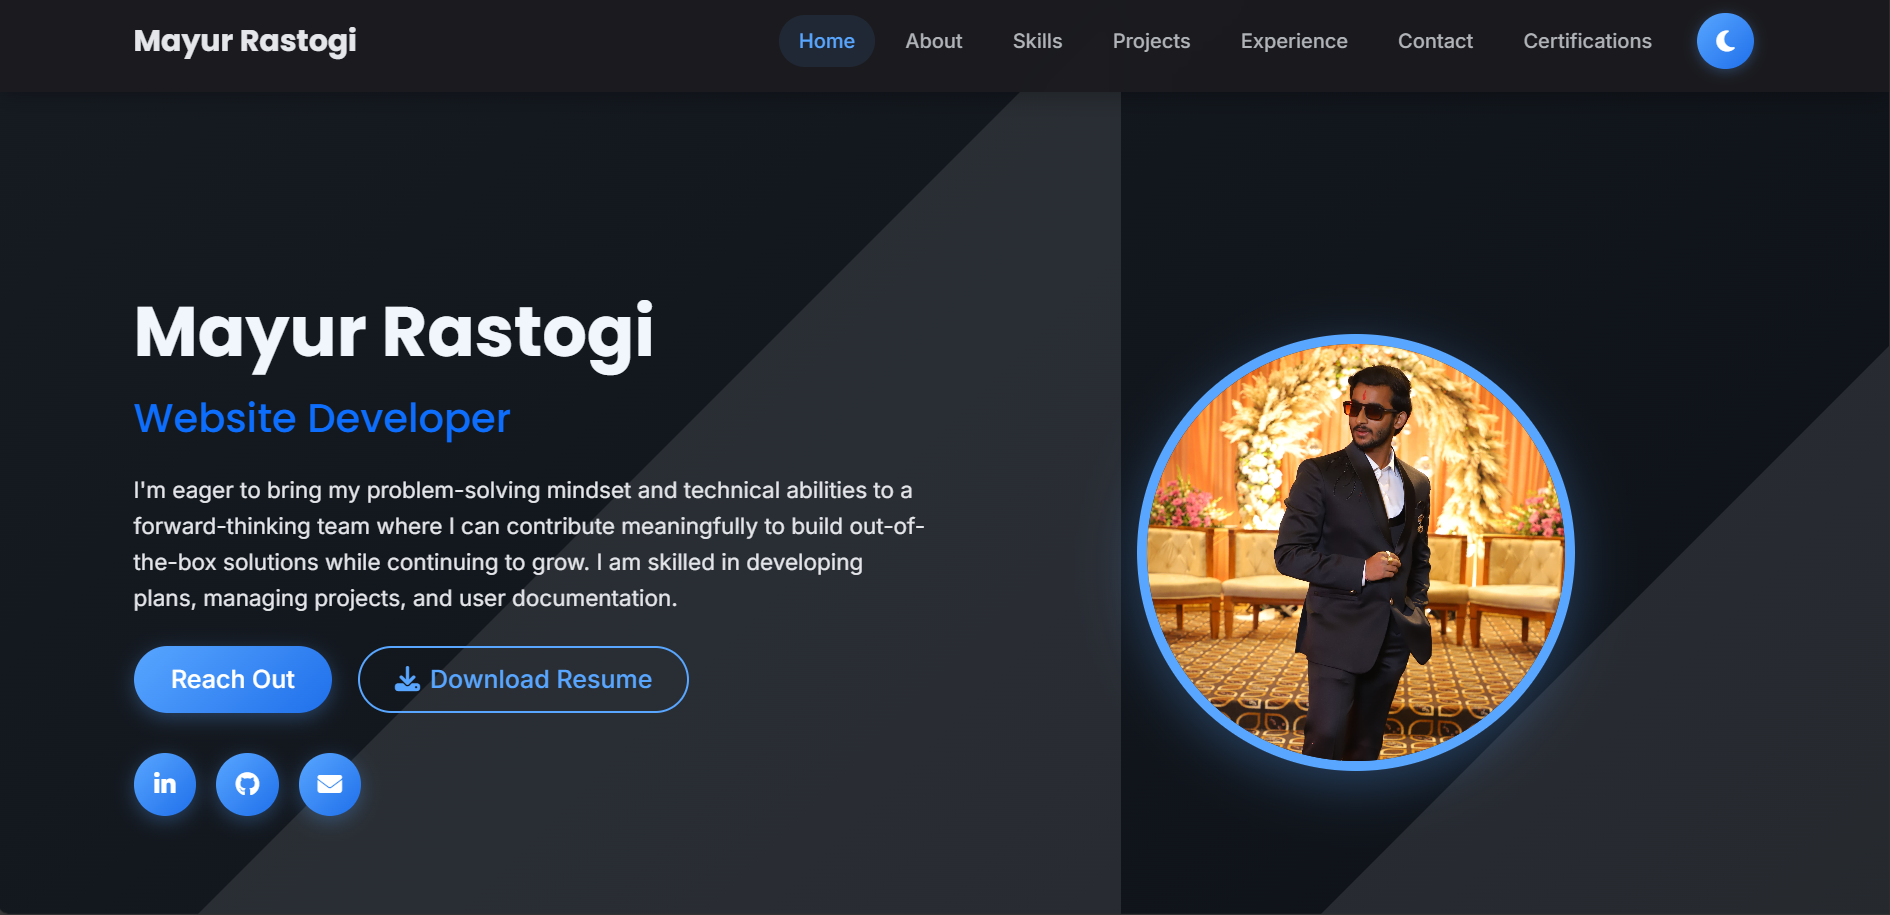 Mayur Rastogi
Home About Skills Projects Experience Contact Certifications
Mayur Rastogi
Website Developer
I'm eager to bring my problem-solving mindset and technical abilities to a
forward-thinking team where I can contribute meaningfully to build out-of-
the-box solutions while continuing to grow. I am skilled in developing
plans, managing projects, and user documentation.
Reach Out
Download Resume
in